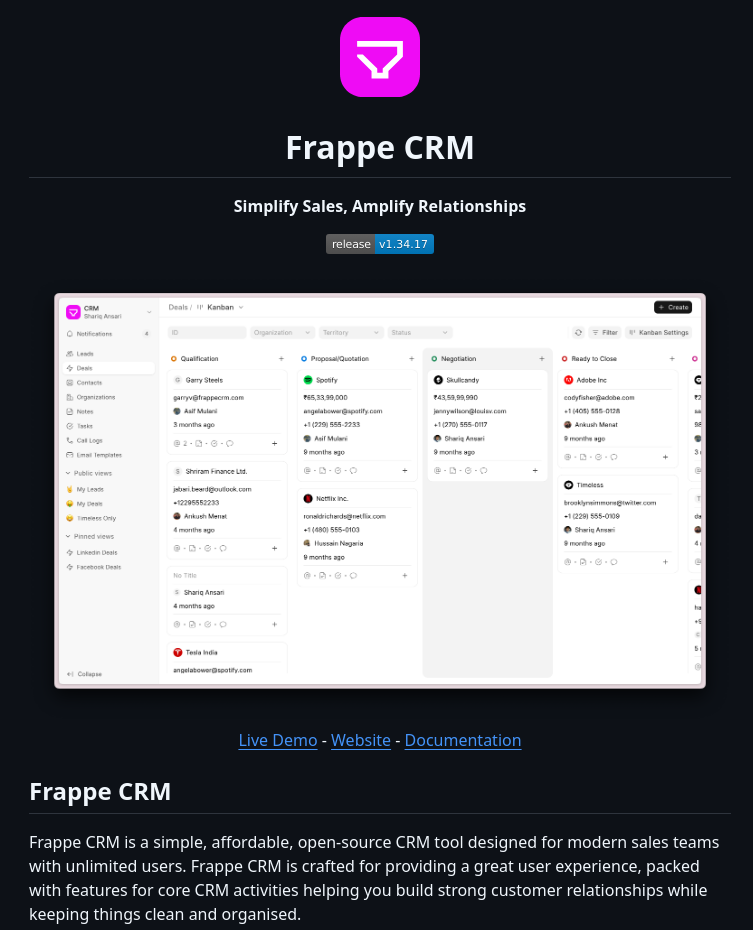 Frappe CRM
Simplify Sales, Amplify Relationships
release v1.34.17
CRM
Shariq Ansari
Notifications 4
Leads
Deals
Contacts
Organizations
Notes
Tasks
Call Logs
Email Templates
Public views
My Leads
My Deals
Timeless Only
Pinned views
Linkedin Deals
Facebook Deals
Collapse
Deals / Kanban
+ Create
ID
Organization
Territory
Status
Filter
Kanban Settings
Qualification +
G Garry Steels
garryv@frappecrm.com
Asif Mulani
3 months ago
2
S Shriram Finance Ltd.
jabari.beard@outlook.com
+12295552233
Ankush Menat
4 months ago
No Title
S Shariq Ansari
4 months ago
Tesla India
angelabower@spotify.com
Proposal/Quotation +
Spotify
₹65,33,99,000
angelabower@spotify.com
+1 (229) 555-2233
Asif Mulani
9 months ago
Netflix Inc.
ronaldrichards@netflix.com
+1 (480) 555-0103
Hussain Nagaria
9 months ago
Negotiation +
Skullcandy
₹43,59,99,990
jennywilson@loulav.com
+1 (270) 555-0117
Shariq Ansari
9 months ago
Ready to Close +
Adobe Inc
codyfisher@adobe.com
+1 (405) 555-0128
Ankush Menat
9 months ago
Timeless
brooklynsimmons@twitter.com
+1 (229) 555-0109
Shariq Ansari
9 months ago
Live Demo - Website - Documentation
Frappe CRM
Frappe CRM is a simple, affordable, open-source CRM tool designed for modern sales teams
with unlimited users. Frappe CRM is crafted for providing a great user experience, packed
with features for core CRM activities helping you build strong customer relationships while
keeping things clean and organised.